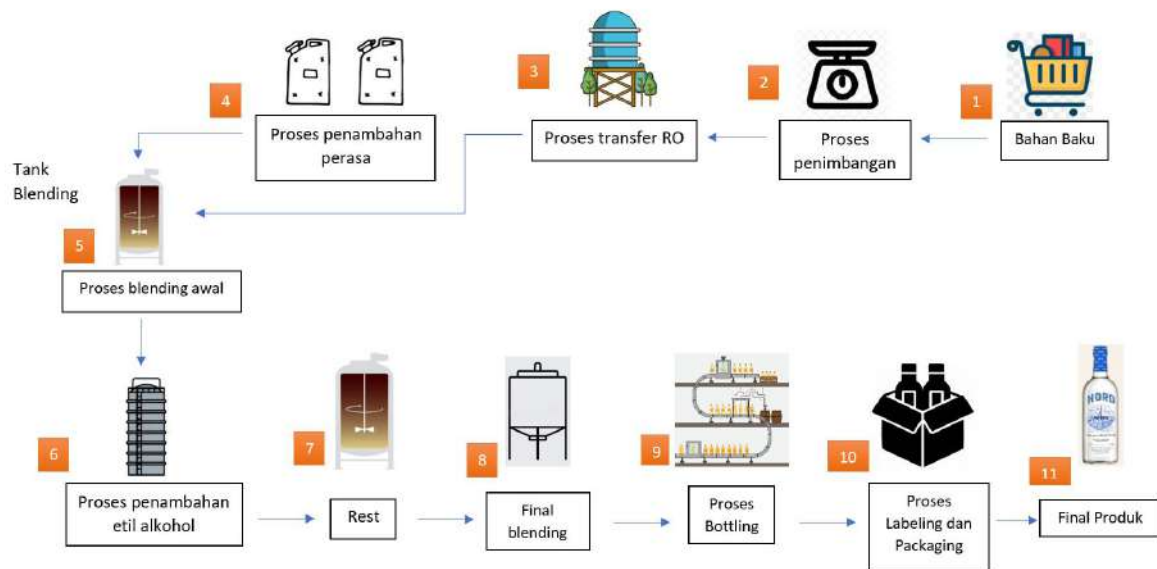 4
3
2
1
Proses penambahan
perasa
Proses transfer RO
Proses
penimbangan
Bahan Baku
Tank
Blending
5
Proses blending awal
6
7
8
9
10
11
NORD
Proses penambahan
etil alkohol
Rest
Final
blending
Proses
Bottling
Proses
Labeling dan
Packaging
Final Produk